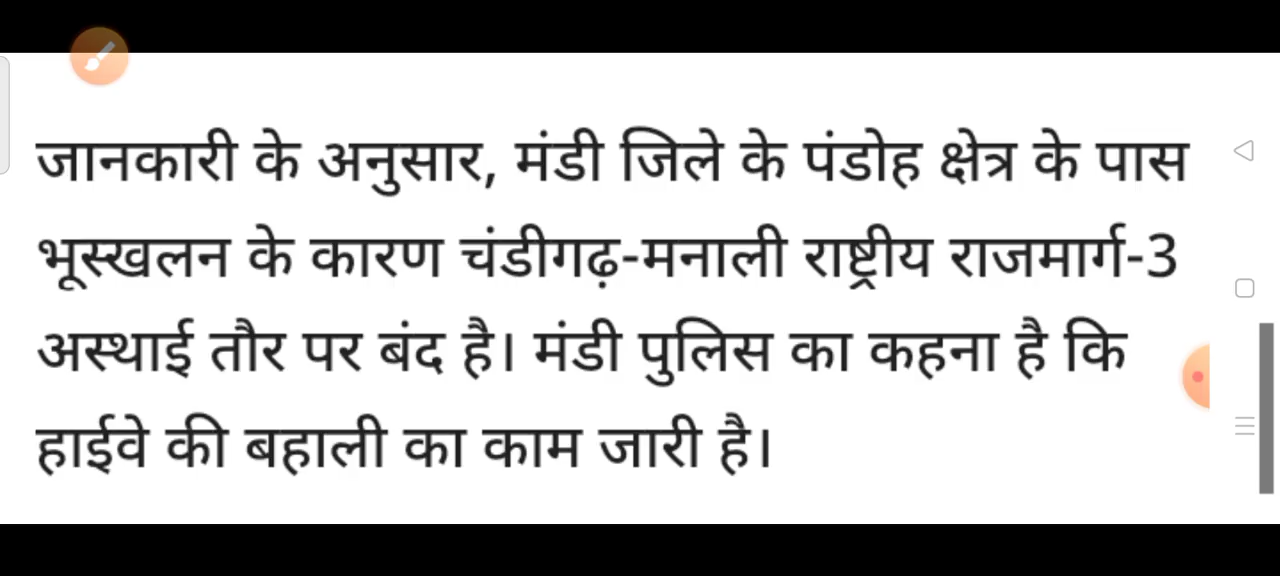 जानकारी के अनुसार, मंडी जिले के पंडोह क्षेत्र के पास
भूस्खलन के कारण चंडीगढ़-मनाली राष्ट्रीय राजमार्ग-3
अस्थाई तौर पर बंद है। मंडी पुलिस का कहना है कि
हाईवे की बहाली का काम जारी है।